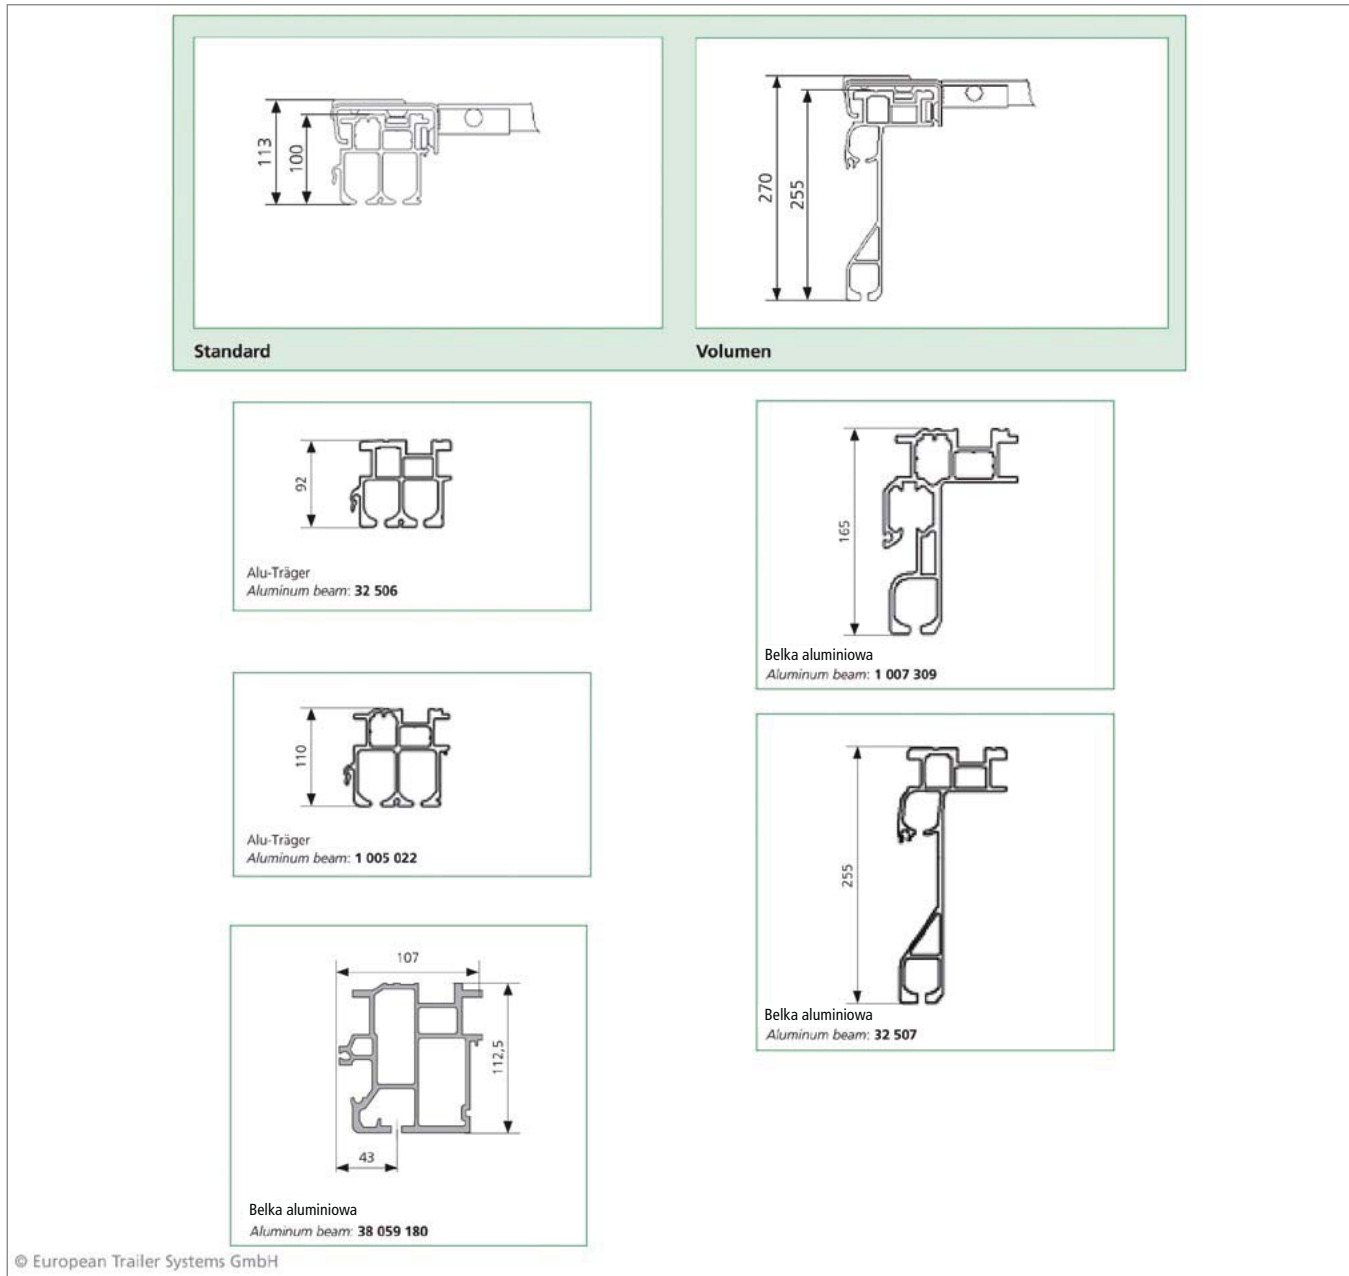 113
100
270
255
Standard
Volumen
92
Alu-Träger
Aluminum beam: 32 506
165
Belka aluminiowa
Aluminum beam: 1 007 309
110
Alu-Träger
Aluminum beam: 1 005 022
255
Belka aluminiowa
Aluminum beam: 32 507
107
112,5
43
Belka aluminiowa
Aluminum beam: 38 059 180
© European Trailer Systems GmbH